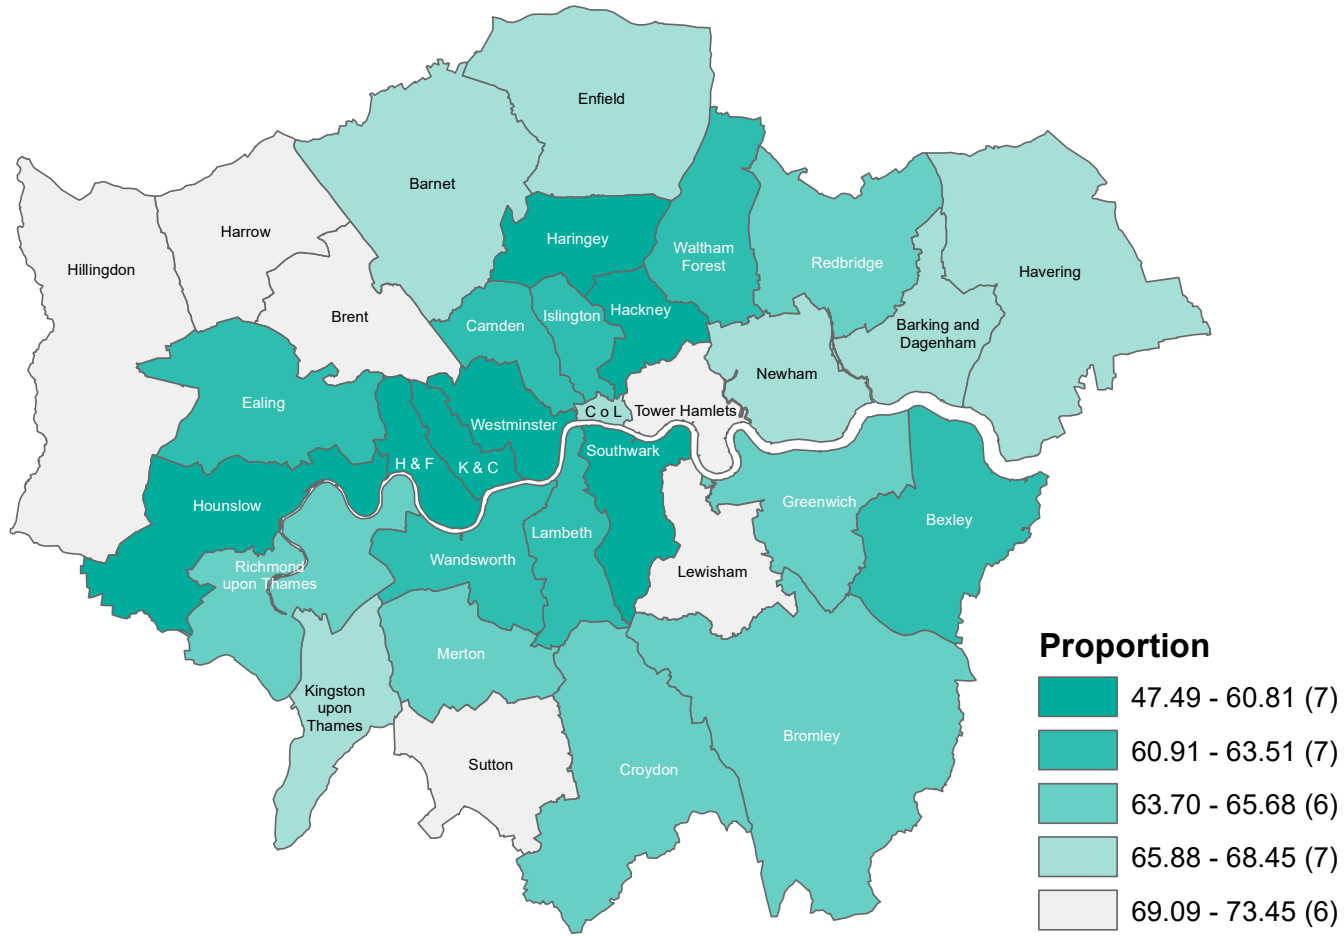 Enfield
Barnet
Harrow
Haringey
Waltham
Forest
Redbridge
Hillingdon
Havering
Brent
Camden
Islington
Hackney
Barking and
Dagenham
Newham
Ealing
C o L
Tower Hamlets
Westminster
Southwark
H & F
K & C
Hounslow
Greenwich
Bexley
Lambeth
Wandsworth
Richmond
upon Thames
Lewisham
Merton
Kingston
upon
Thames
Sutton
Croydon
Bromley
Proportion
47.49 - 60.81 (7)
60.91 - 63.51 (7)
63.70 - 65.68 (6)
65.88 - 68.45 (7)
69.09 - 73.45 (6)